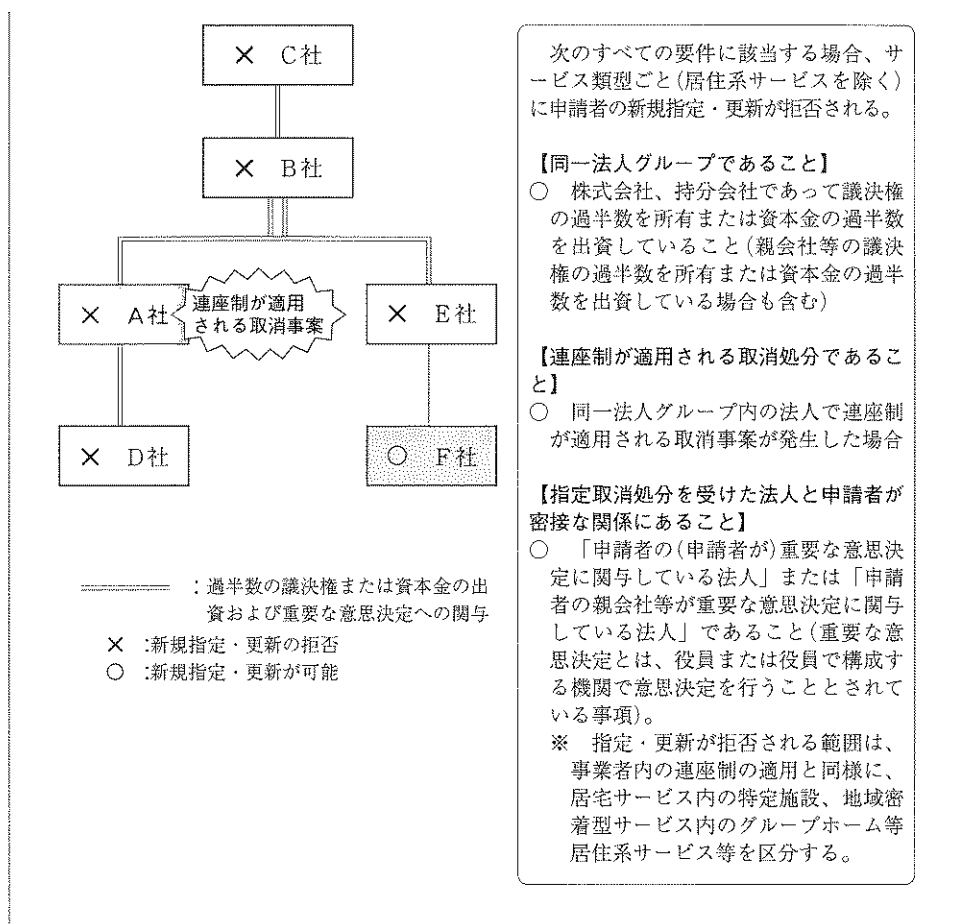 × C社
× B社
× A社
連座制が適用
される取消事案
× E社
× D社
○ F社
：過半数の議決権または資本金の出
資および重要な意思決定への関与
× :新規指定・更新の拒否
○ :新規指定・更新が可能
次のすべての要件に該当する場合、サ
ービス類型ごと(居住系サービスを除く)
に申請者の新規指定・更新が拒否される。
【同一法人グループであること】
○ 株式会社、持分会社であって議決権
の過半数を所有または資本金の過半数
を出資していること(親会社等の議決
権の過半数を所有または資本金の過半
数を出資している場合も含む)
【連座制が適用される取消処分であるこ
と】
○ 同一法人グループ内の法人で連座制
が適用される取消事案が発生した場合
【指定取消処分を受けた法人と申請者が
密接な関係にあること】
○ 「申請者の(申請者が)重要な意思決
定に関与している法人」または「申請
者の親会社等が重要な意思決定に関与
している法人」であること(重要な意
思決定とは、役員または役員で構成す
る機関で意思決定を行うこととされて
いる事項)。
※ 指定・更新が拒否される範囲は、
事業者内の連座制の適用と同様に、
居宅サービス内の特定施設、地域密
着型サービス内のグループホーム等
居住系サービス等を区分する。